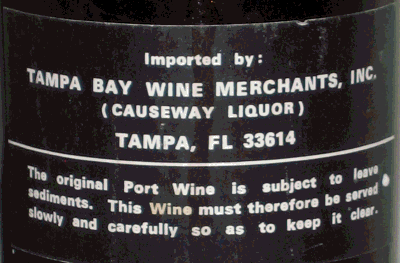 Imported by:
TAMPA BAY WINE MERCHANTS, INC.
(CAUSEWAY LIQUOR)
TAMPA, FL 33614
The original Port Wine is subject to leave
sediments. This Wine must therefore be served
slowly and carefully so as to keep it clear.